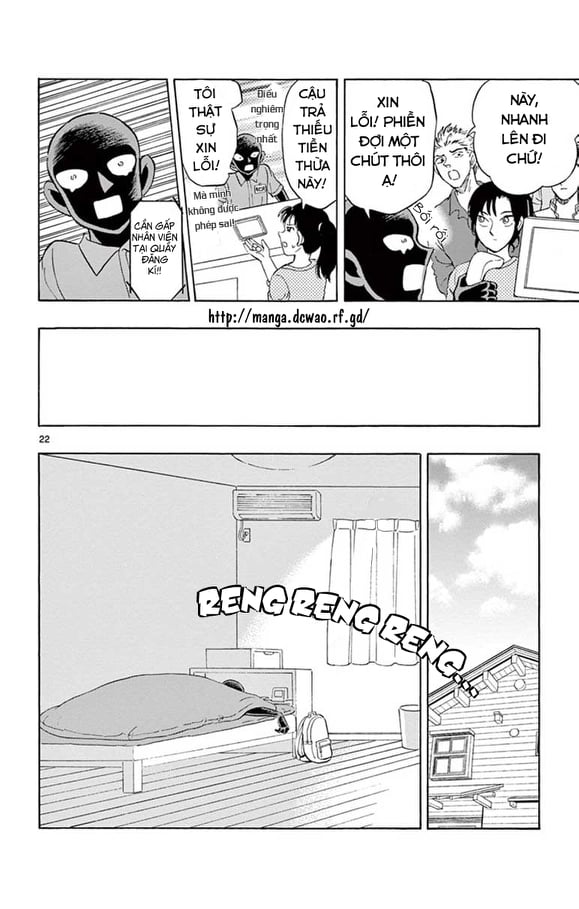 NÀY,
NHANH
LÊN ĐI
CHỨ!
XIN
LỖI! PHIỀN
ĐỢI MỘT
CHÚT THÔI
Ạ!
Bối rối
CẬU
TRẢ THIẾU
TIỀN
THỪA
NÀY!
Điều
nghiêm
trọng
nhất
Mà mình
không được
phép sai!
TÔI
THẬT
SỰ
XIN
LỖI!
CẦN GẤP
NHÂN VIÊN
TẠI QUẦY
ĐĂNG
KÍ!!
http://manga.dcwao.rf.gd/
22
RENG RENG RENG...